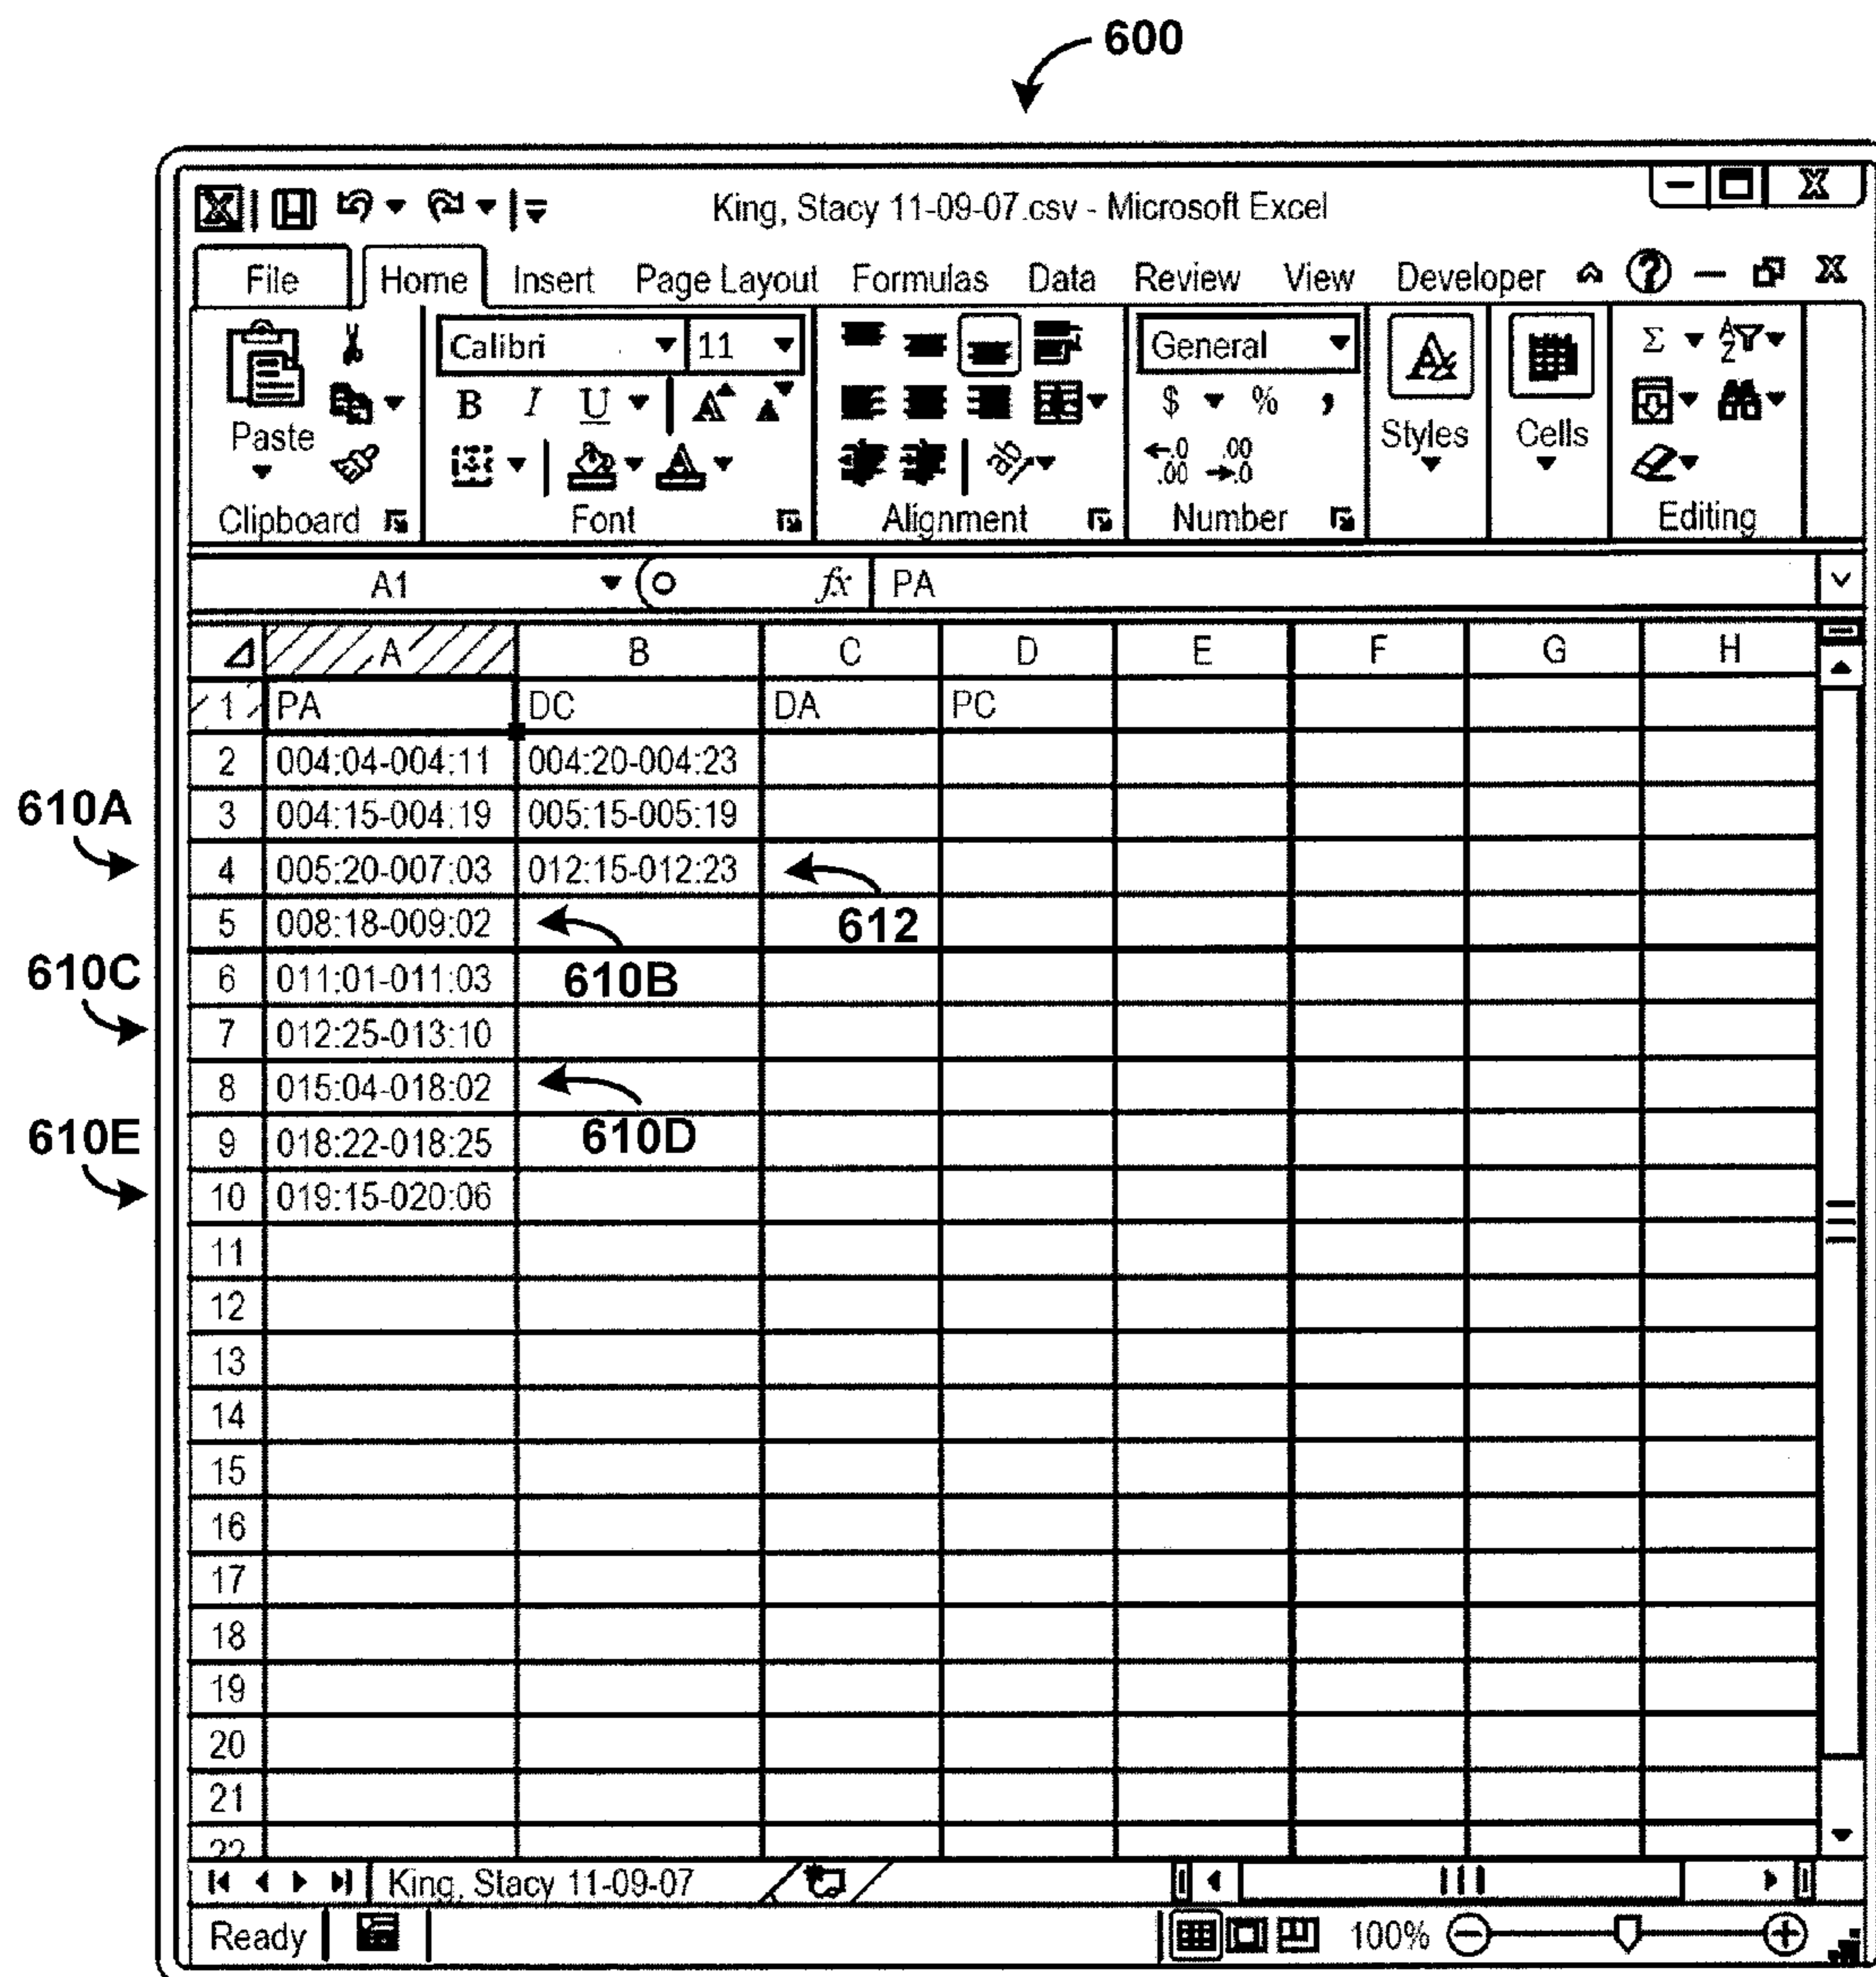 600
King, Stacy 11-09-07.csv - Microsoft Excel
File Home Insert Page Layout Formulas Data Review View Developer
Calibri 11 General
B I U A A $ % ,
Paste Styles Cells
.0 .00
.00 .0
Clipboard Font Alignment Number Editing
A1 fx PA
A B C D E F G H
1 PA DC DA PC
2 004:04-004:11 004:20-004:23
610A
3 004:15-004:19 005:15-005:19
4 005:20-007:03 012:15-012:23
5 008:18-009:02 612
610C
6 011:01-011:03 610B
7 012:25-013:10
8 015:04-018:02
610E
9 018:22-018:25 610D
10 019:15-020:06
11
12
13
14
15
16
17
18
19
20
21
22
King, Stacy 11-09-07
Ready 100%